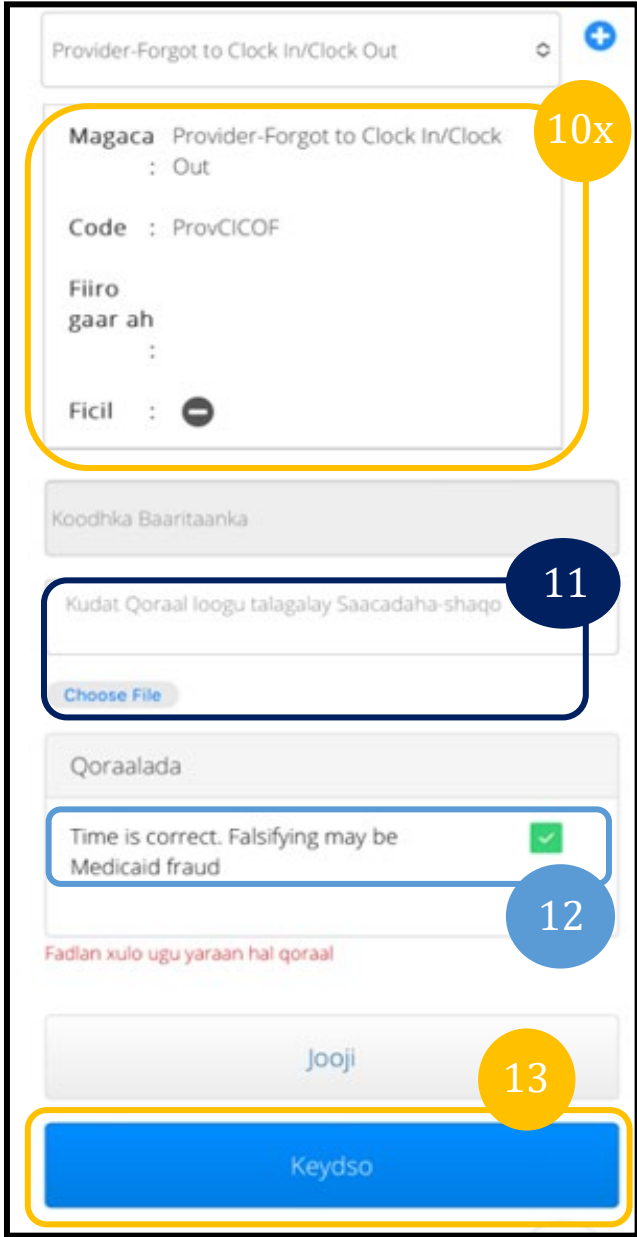 Provider-Forgot to Clock In/Clock Out
10x
Magaca Provider-Forgot to Clock In/Clock
: Out
Code : ProvCICOF
Fiiro
gaar ah
:
Ficil :
Koodhka Baaritaanka
11
Kudat Qoraal loogu talagalay Saacadaha-shaqo
Choose File
Qoraalada
Time is correct. Falsifying may be
Medicaid fraud
12
Fadlan xulo ugu yaraan hal qoraal
Jooji
13
Keydso